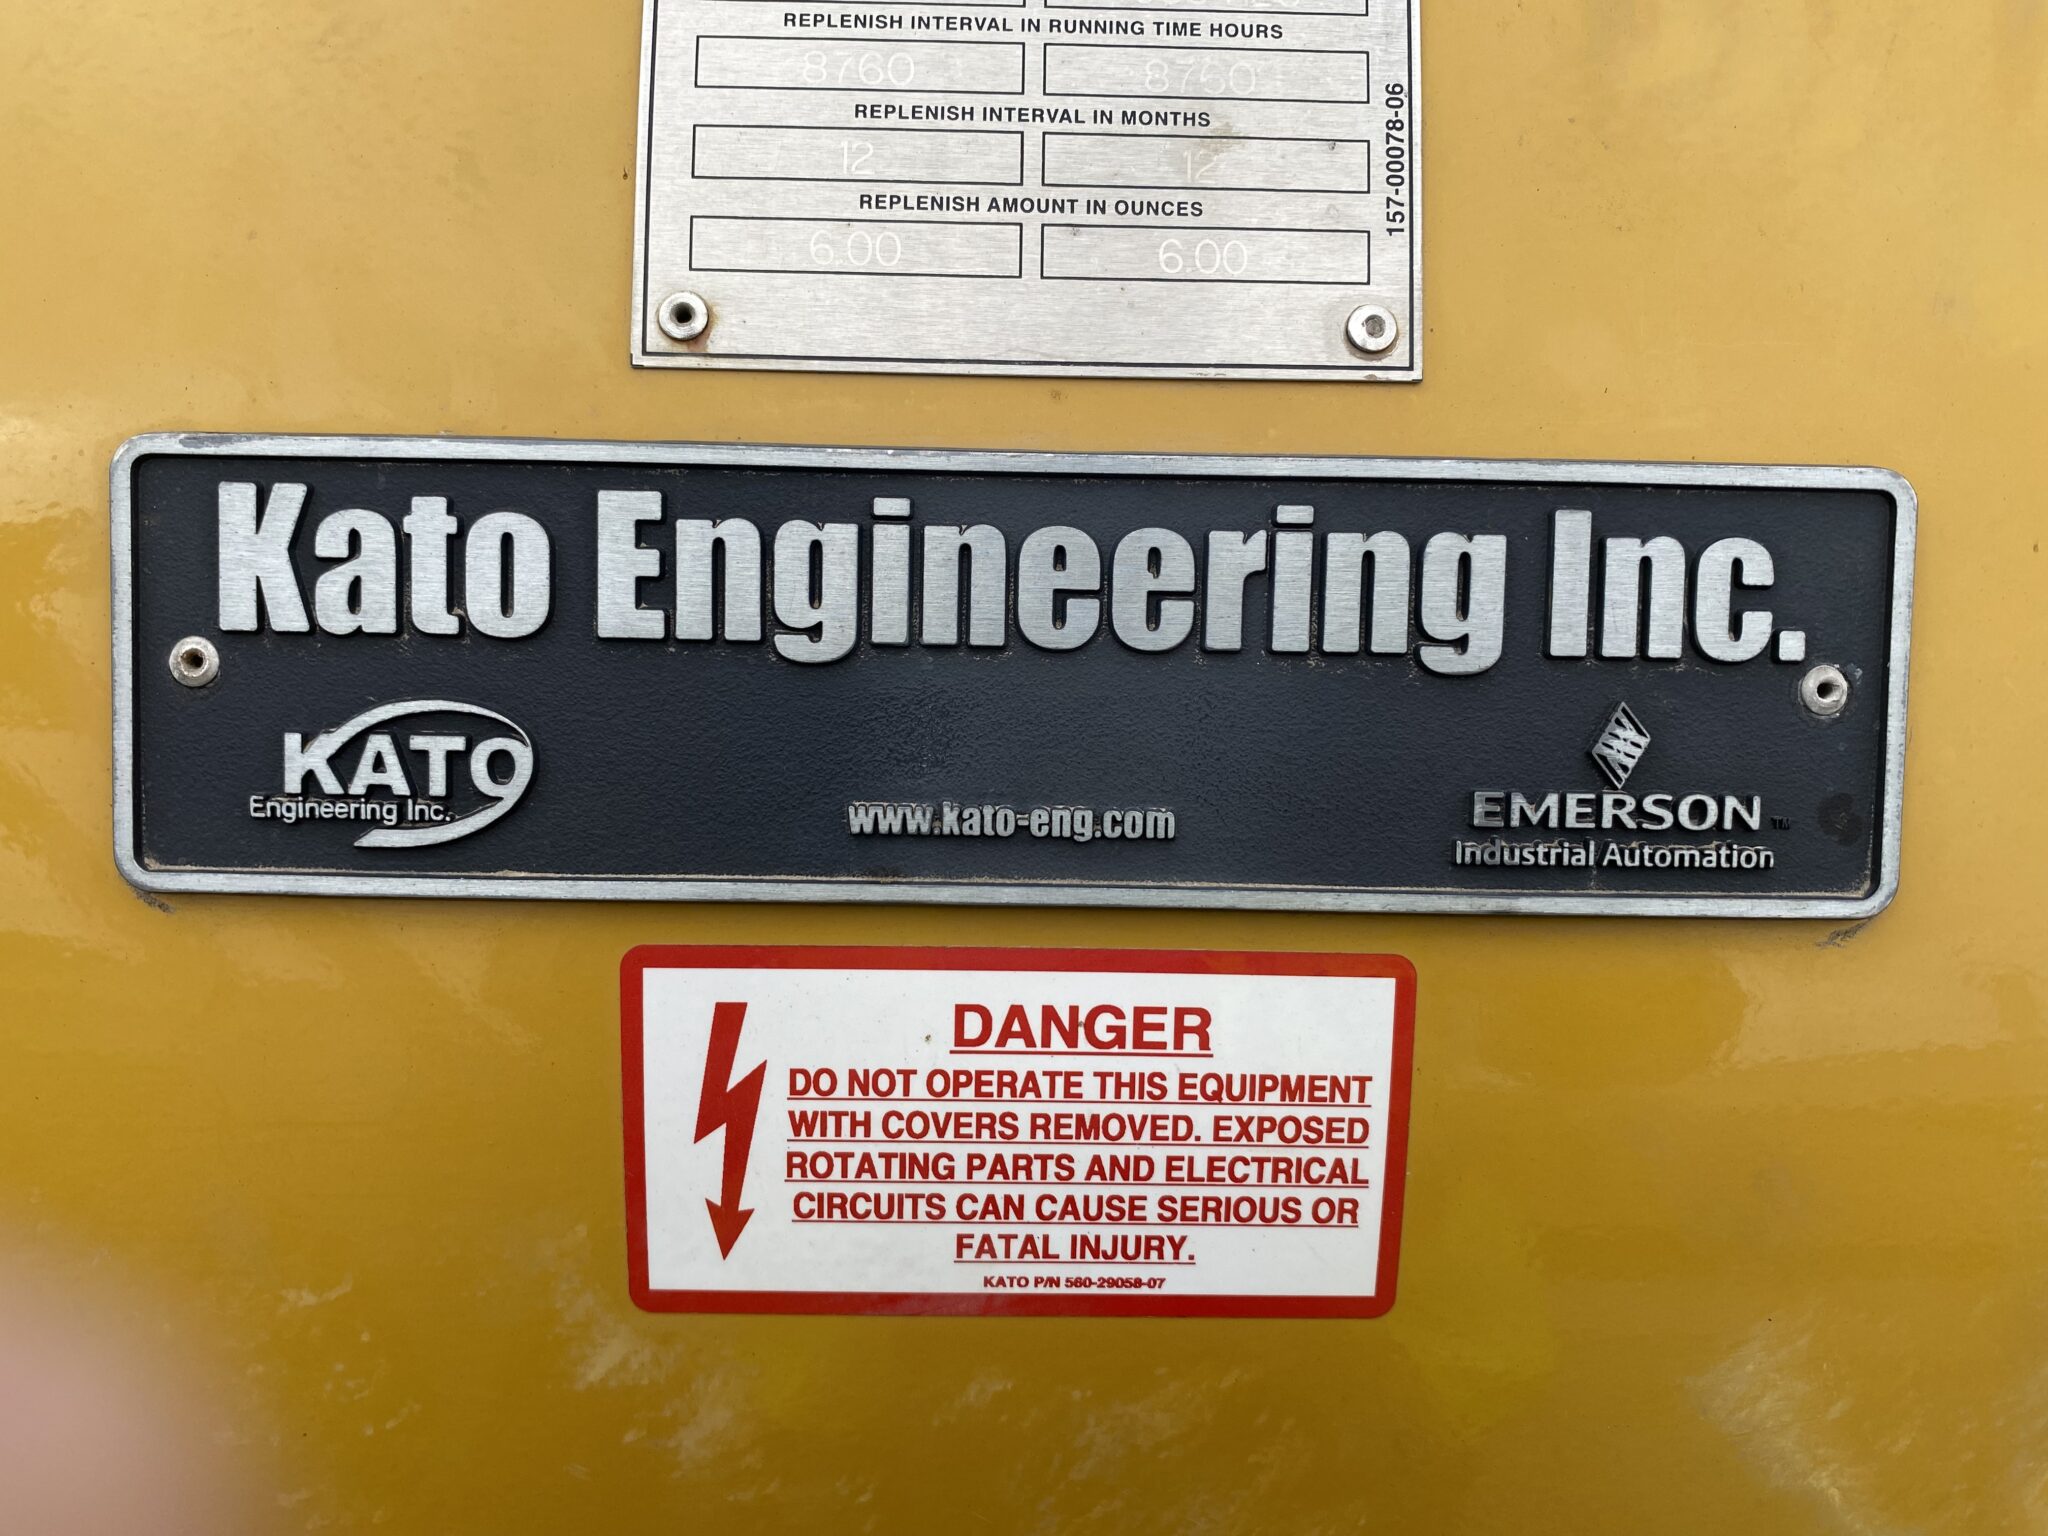 REPLENISH INTERVAL IN RUNNING TIME HOURS
8760 8760
REPLENISH INTERVAL IN MONTHS
12 12
REPLENISH AMOUNT IN OUNCES
6.00 6.00
157-00078-06
Kato Engineering Inc.
KATO
Engineering Inc.
www.kato-eng.com
EMERSON™
Industrial Automation
DANGER
DO NOT OPERATE THIS EQUIPMENT
WITH COVERS REMOVED. EXPOSED
ROTATING PARTS AND ELECTRICAL
CIRCUITS CAN CAUSE SERIOUS OR
FATAL INJURY.
KATO P/N 560-29058-07